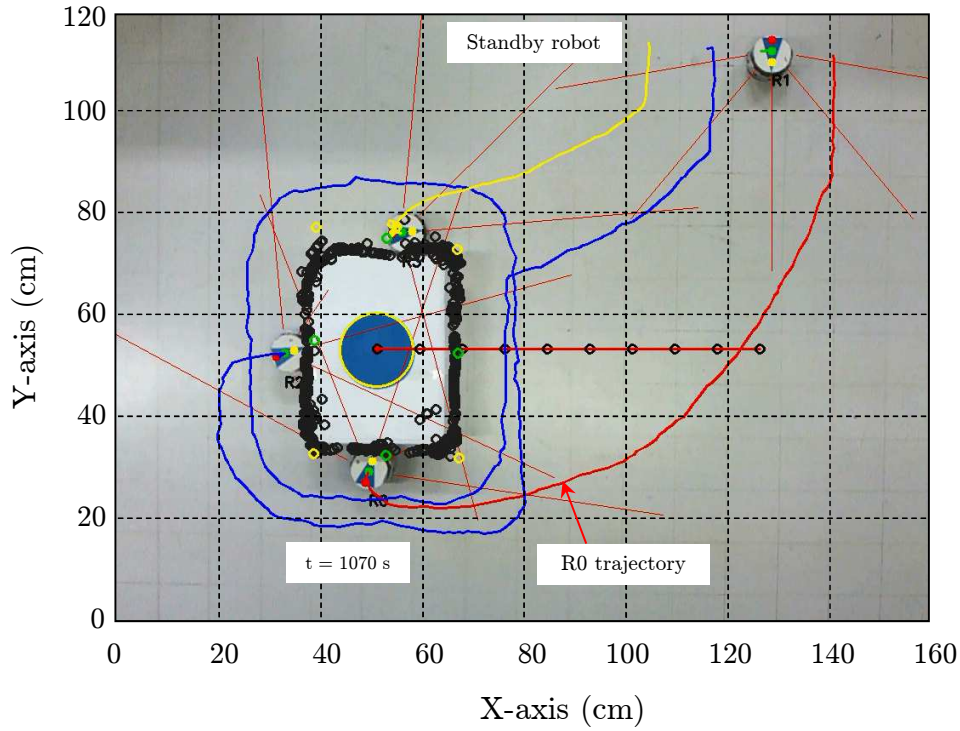 120
100
80
60
40
20
0
Y-axis (cm)
Standby robot
R1
R3
R2
R0
t = 1070 s
R0 trajectory
0 20 40 60 80 100 120 140 160
X-axis (cm)